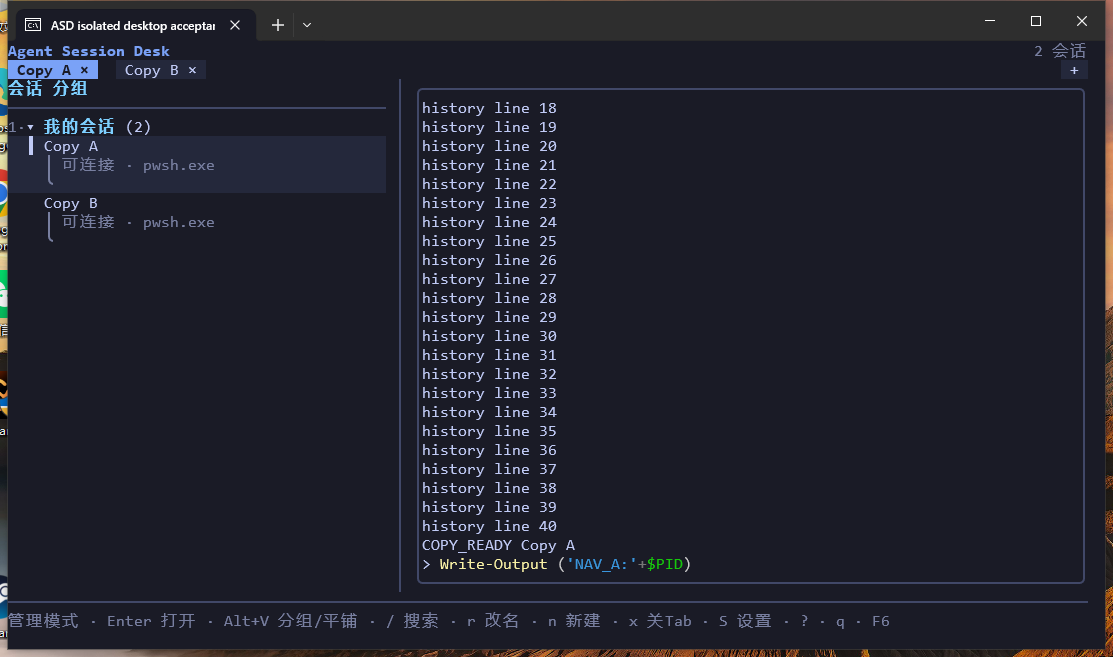 ASD isolated desktop acceptar
Agent Session Desk
2 会话
Copy A × Copy B ×
+
会话 分组
1·▾ 我的会话 (2)
Copy A
可连接 · pwsh.exe
Copy B
可连接 · pwsh.exe
history line 18
history line 19
history line 20
history line 21
history line 22
history line 23
history line 24
history line 25
history line 26
history line 27
history line 28
history line 29
history line 30
history line 31
history line 32
history line 33
history line 34
history line 35
history line 36
history line 37
history line 38
history line 39
history line 40
COPY_READY Copy A
> Write-Output ('NAV_A:'+$PID)
管理模式 · Enter 打开 · Alt+V 分组/平铺 · / 搜索 · r 改名 · n 新建 · x 关Tab · S 设置 · ? · q · F6